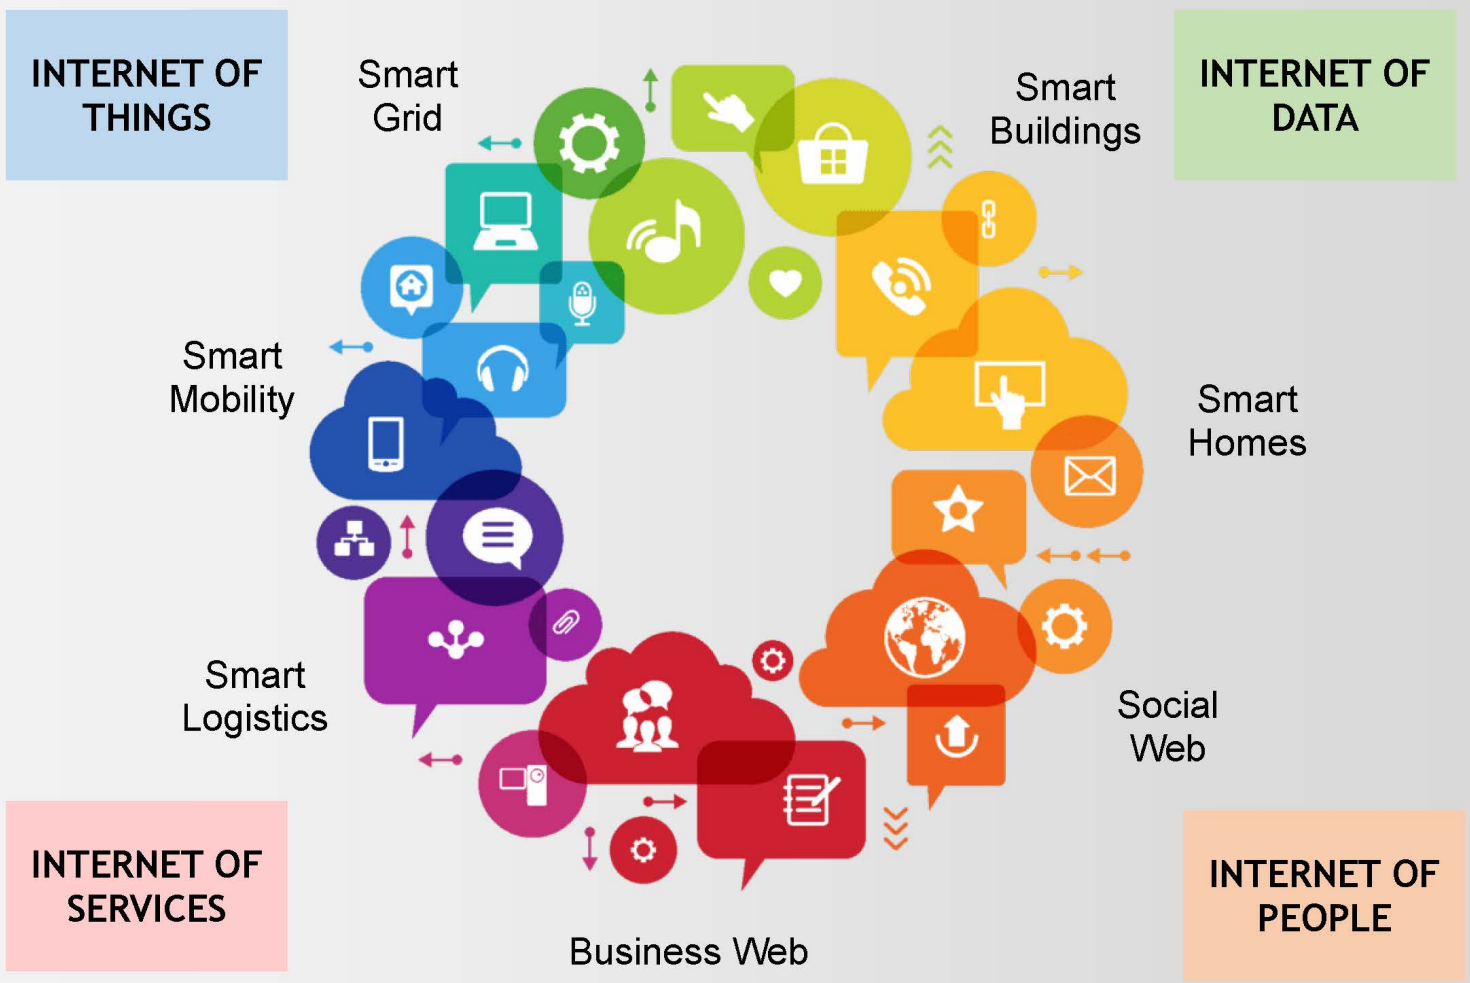 INTERNET OF
THINGS
Smart
Grid
Smart
Buildings
INTERNET OF
DATA
Smart
Mobility
Smart
Homes
Smart
Logistics
Social
Web
INTERNET OF
SERVICES
Business Web
INTERNET OF
PEOPLE